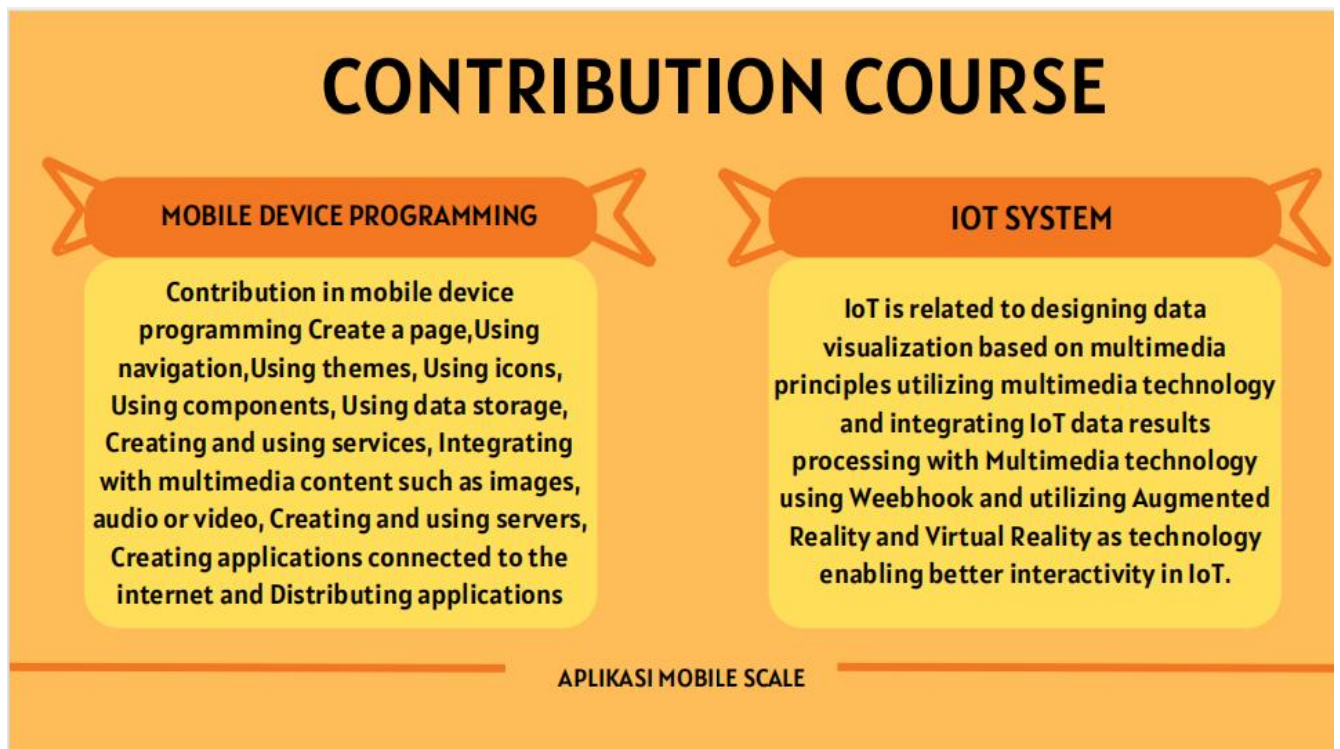 CONTRIBUTION COURSE
MOBILE DEVICE PROGRAMMING
Contribution in mobile device
programming Create a page,Using
navigation,Using themes, Using icons,
Using components, Using data storage,
Creating and using services, Integrating
with multimedia content such as images,
audio or video, Creating and using servers,
Creating applications connected to the
internet and Distributing applications
IOT SYSTEM
IoT is related to designing data
visualization based on multimedia
principles utilizing multimedia technology
and integrating IoT data results
processing with Multimedia technology
using Weebhook and utilizing Augmented
Reality and Virtual Reality as technology
enabling better interactivity in IoT.
APLIKASI MOBILE SCALE